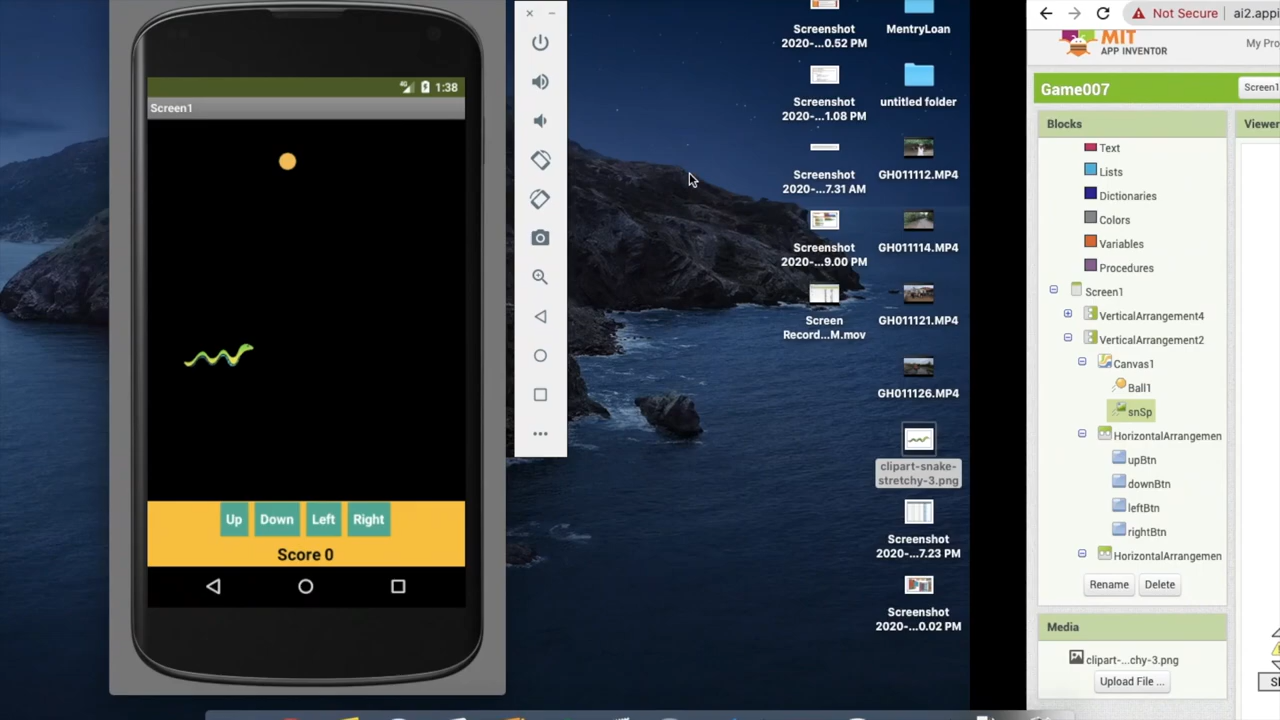 1:38
Screen1
Up
Down
Left
Right
Score 0
Screenshot
2020-...0.52 PM
MentryLoan
Screenshot
2020-...1.08 PM
untitled folder
Screenshot
2020-...7.31 AM
GH011112.MP4
Screenshot
2020-...9.00 PM
GH011114.MP4
Screen
Record...M.mov
GH011121.MP4
GH011126.MP4
clipart-snake-
stretchy-3.png
Screenshot
2020-...7.23 PM
Screenshot
2020-...0.02 PM
Not Secure
ai2.appi
MIT
APP INVENTOR
My Pro
Game007
Screen1
Blocks
Viewer
Text
Lists
Dictionaries
Colors
Variables
Procedures
Screen1
VerticalArrangement4
VerticalArrangement2
Canvas1
Ball1
snSp
HorizontalArrangemen
upBtn
downBtn
leftBtn
rightBtn
HorizontalArrangemen
Rename
Delete
Media
clipart-...chy-3.png
Upload File ...